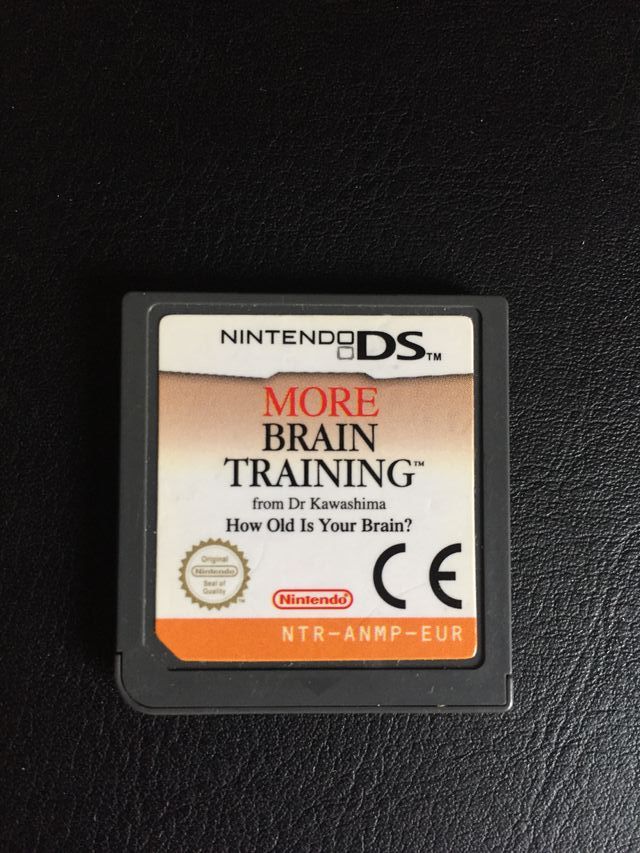 NINTENDO DS™
MORE
BRAIN
TRAINING™
from Dr Kawashima
How Old Is Your Brain?
Original
Nintendo
Seal of
Quality
TM
Nintendo®
CE
NTR-ANMP-EUR